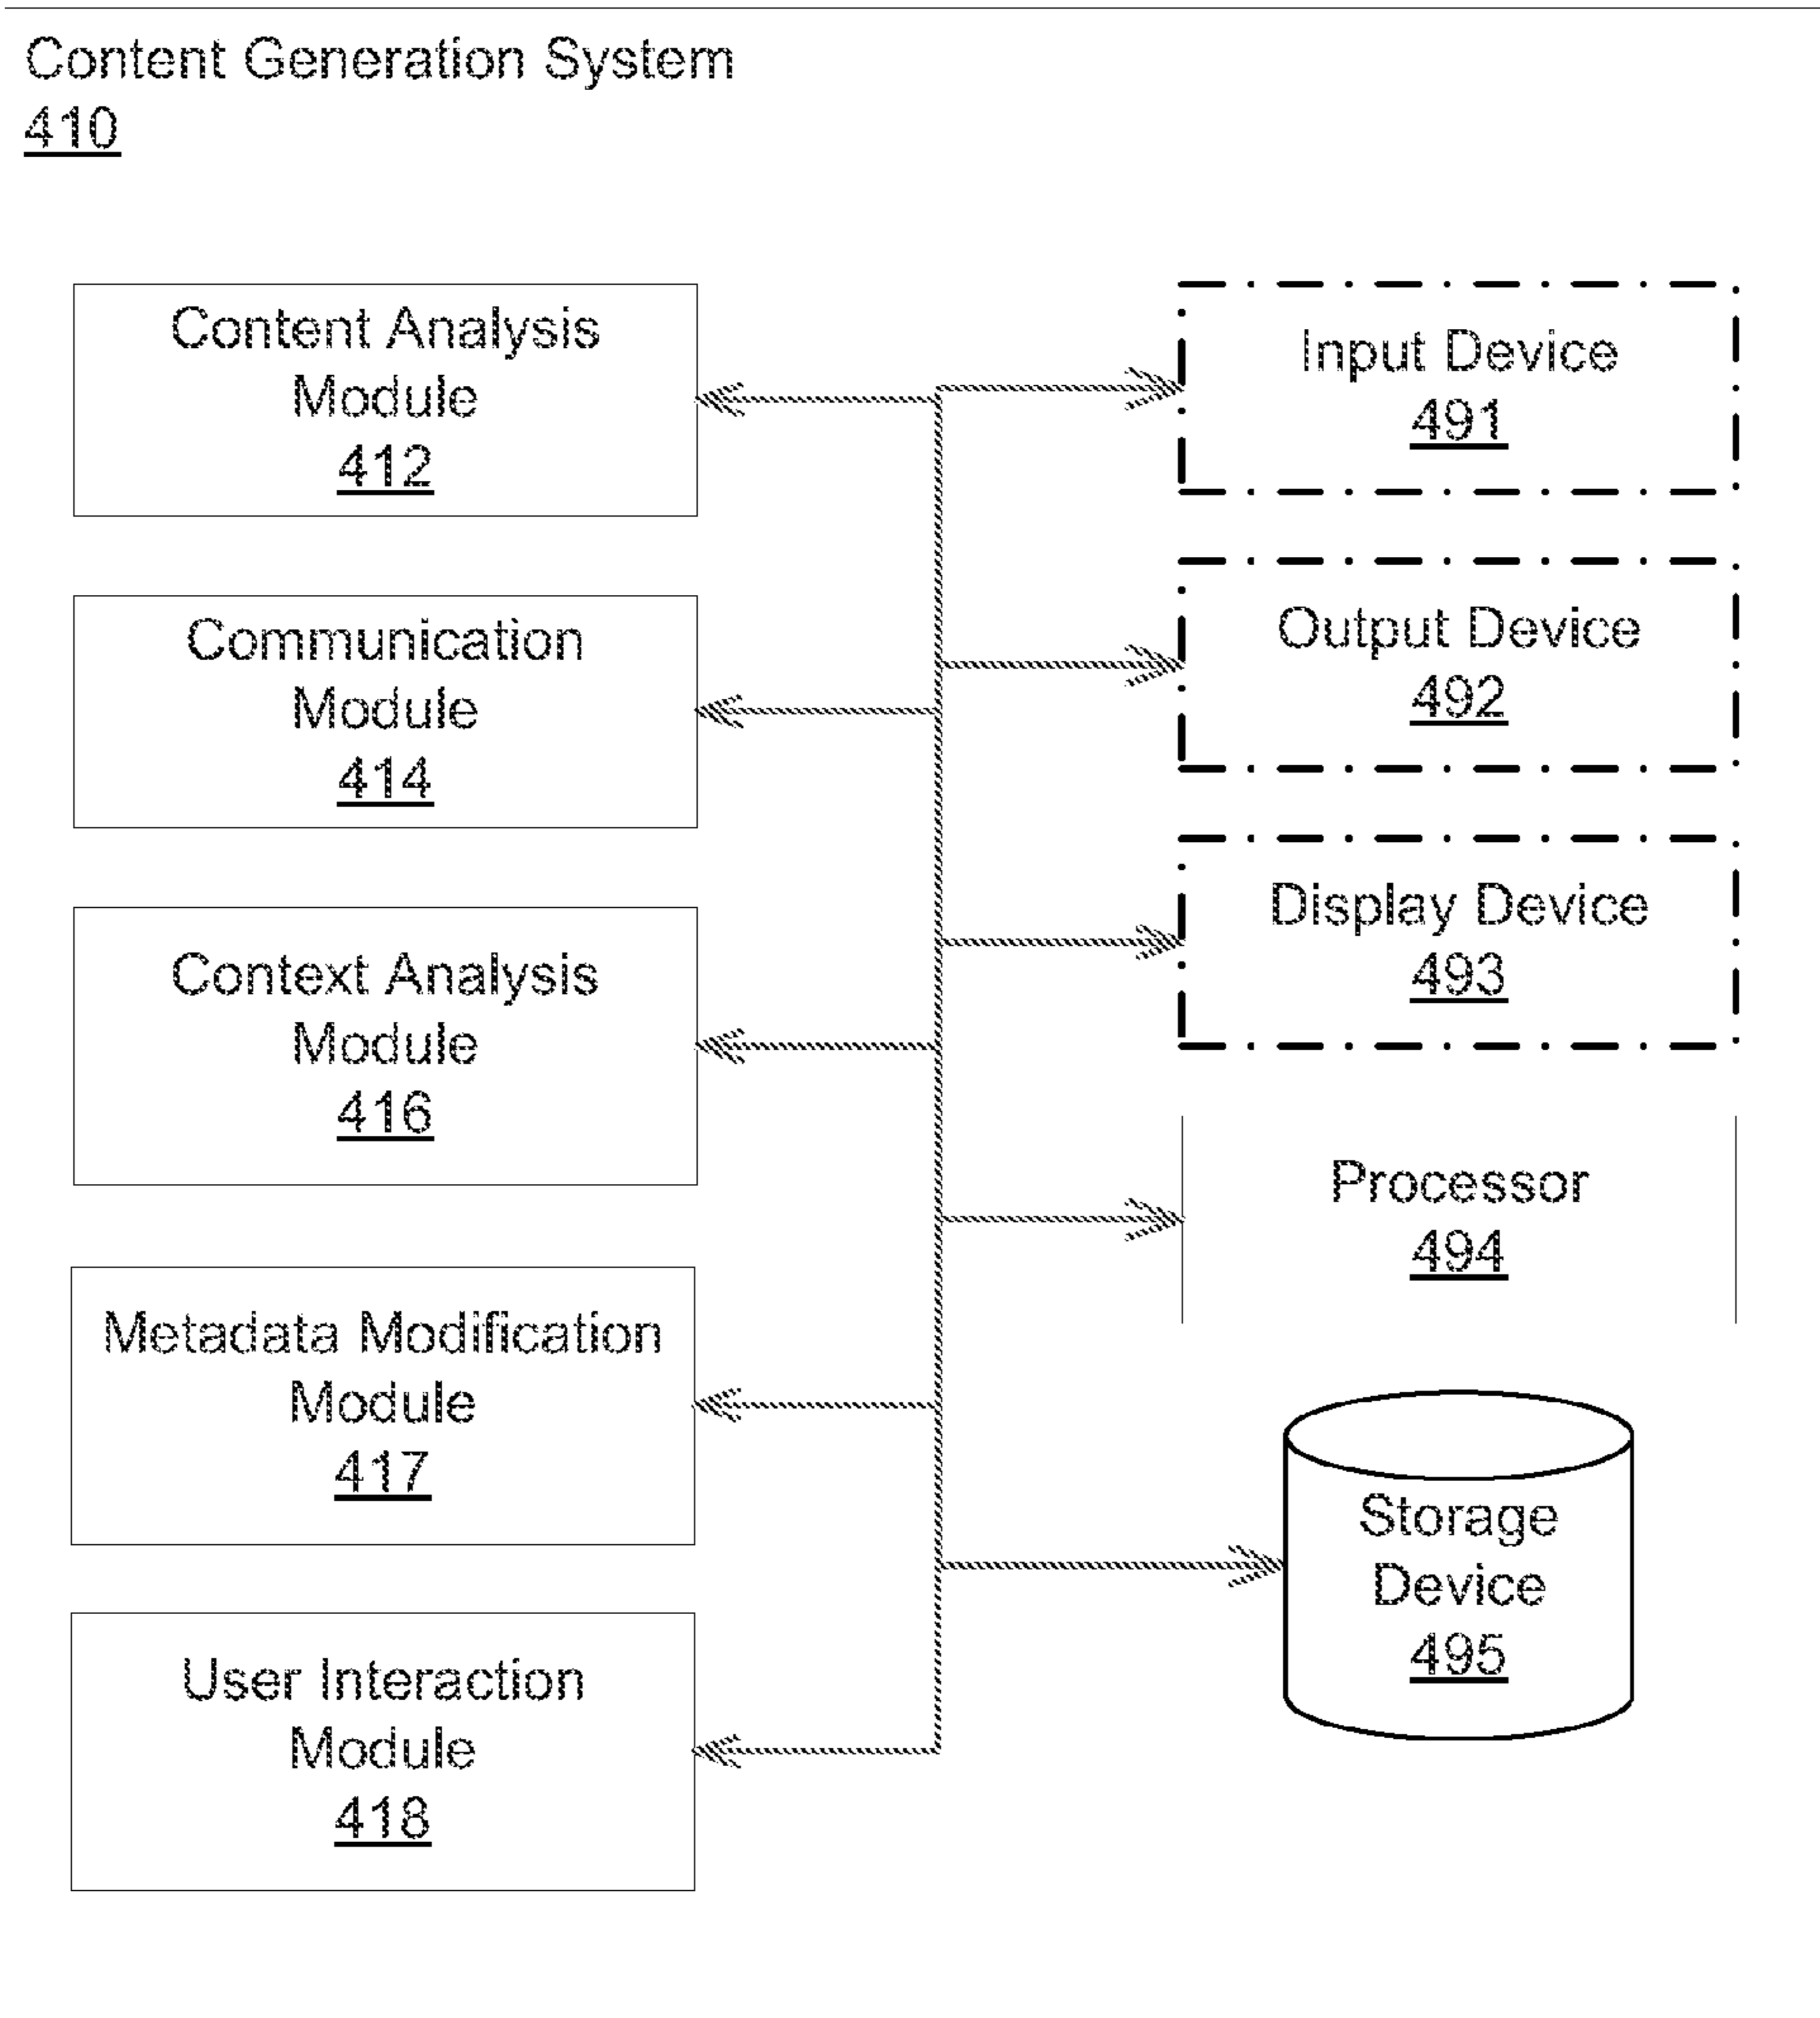 Content Generation System
410
Content Analysis
Module
412
Communication
Module
414
Context Analysis
Module
416
Metadata Modification
Module
417
User Interaction
Module
418
Input Device
491
Output Device
492
Display Device
493
Processor
494
Storage
Device
495